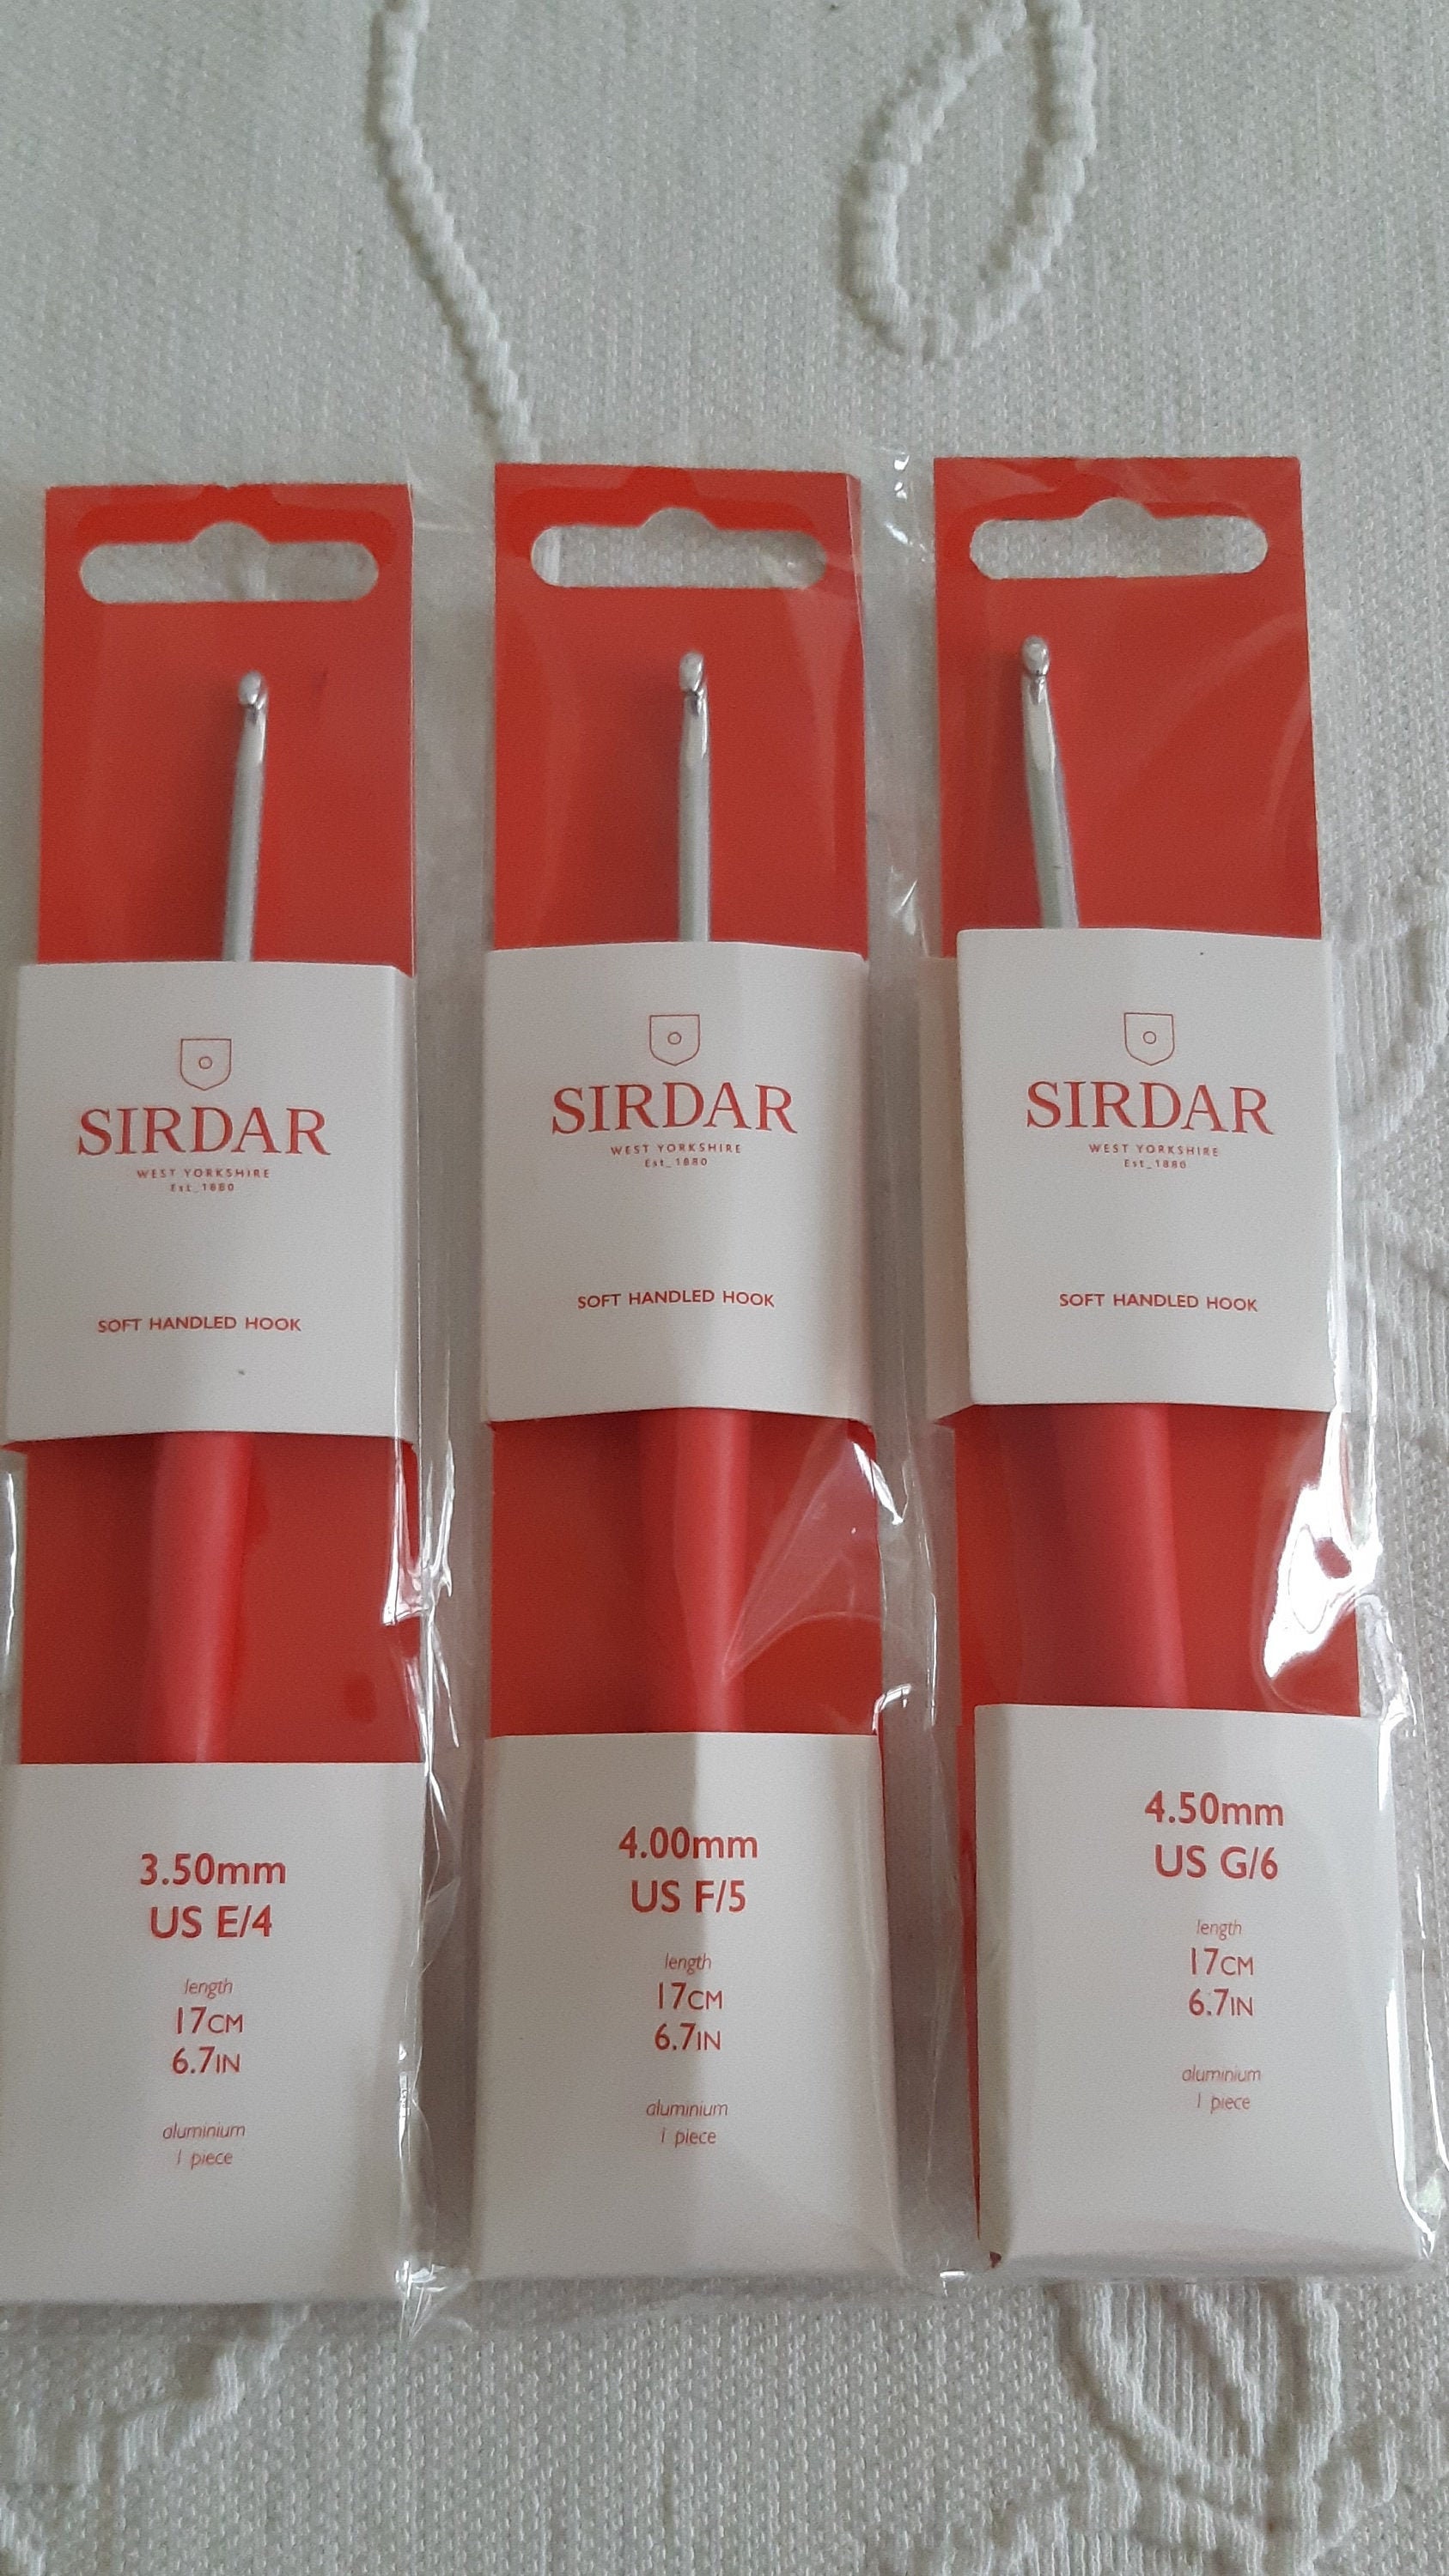 SIRDAR
WEST YORKSHIRE
Est_1880
SOFT HANDLED HOOK
3.50mm
US E/4
length
17CM
6.7IN
aluminium
1 piece
SIRDAR
WEST YORKSHIRE
Est_1880
SOFT HANDLED HOOK
4.00mm
US F/5
length
17CM
6.7IN
aluminium
1 piece
SIRDAR
WEST YORKSHIRE
Est_1880
SOFT HANDLED HOOK
4.50mm
US G/6
length
17CM
6.7IN
aluminium
1 piece